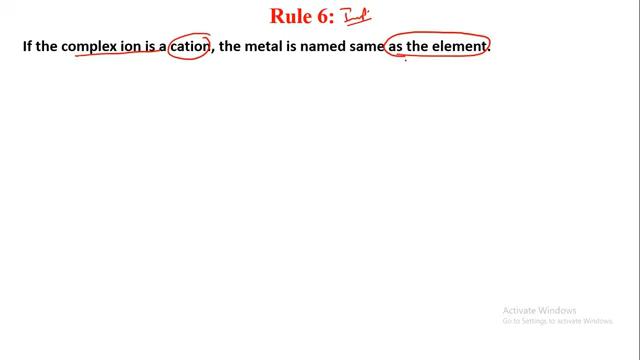 Rule 6: Imp.
If the complex ion is a cation, the metal is named same as the element.
Activate Windows
Go to Settings to activate Windows.